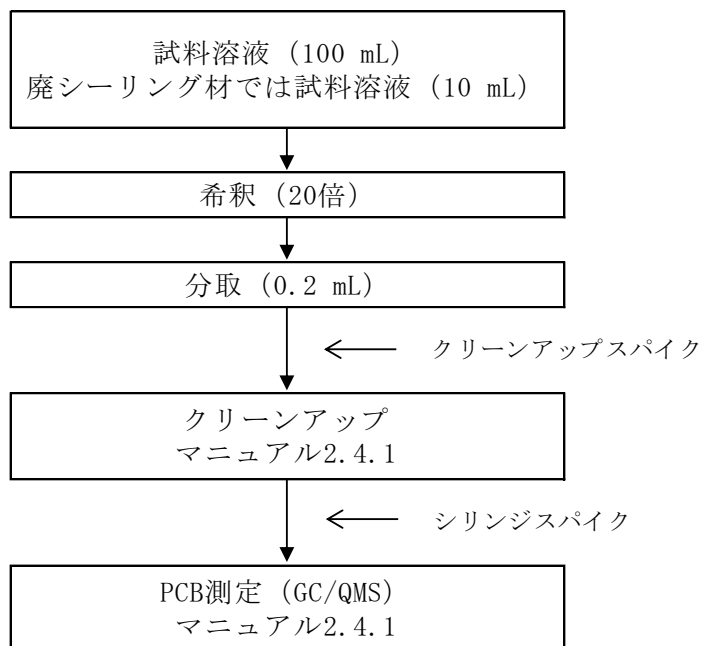 試料溶液 (100 mL)
廃シーリング材では試料溶液 (10 mL)
希釈 (20倍)
分取 (0.2 mL)
クリーンアップスパイク
クリーンアップ
マニュアル2.4.1
シリンジスパイク
PCB測定 (GC/QMS)
マニュアル2.4.1